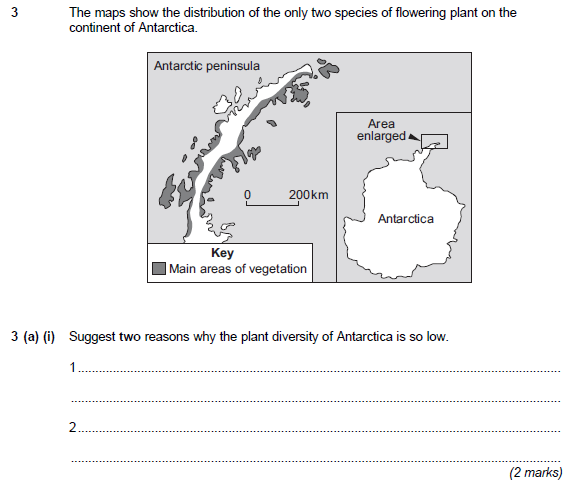 3 The maps show the distribution of the only two species of flowering plant on the
continent of Antarctica.
Antarctic peninsula
Area
enlarged
0 200km
Antarctica
Key
Main areas of vegetation
3 (a) (i) Suggest two reasons why the plant diversity of Antarctica is so low.
1
2
(2 marks)